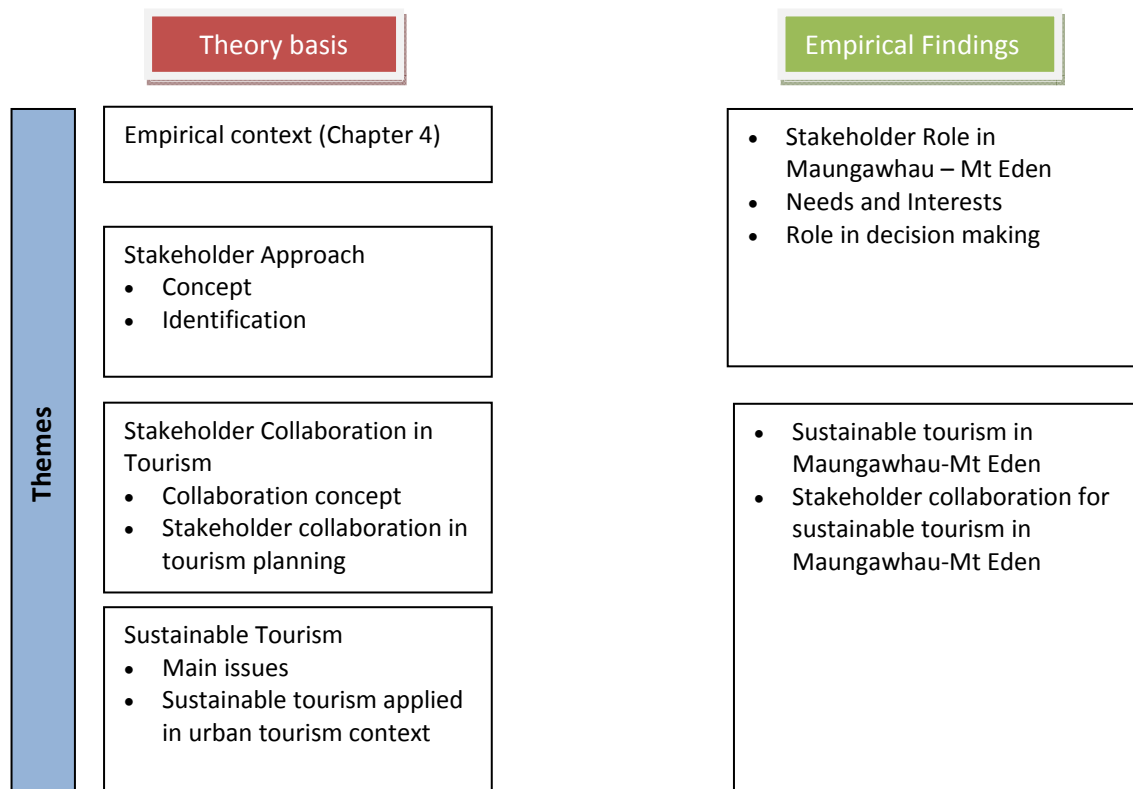 Theory basis
Empirical Findings
Themes
Empirical context (Chapter 4)
Stakeholder Approach
• Concept
• Identification
Stakeholder Collaboration in
Tourism
• Collaboration concept
• Stakeholder collaboration in
tourism planning
Sustainable Tourism
• Main issues
• Sustainable tourism applied
in urban tourism context
• Stakeholder Role in
Maungawhau – Mt Eden
• Needs and Interests
• Role in decision making
• Sustainable tourism in
Maungawhau-Mt Eden
• Stakeholder collaboration for
sustainable tourism in
Maungawhau-Mt Eden